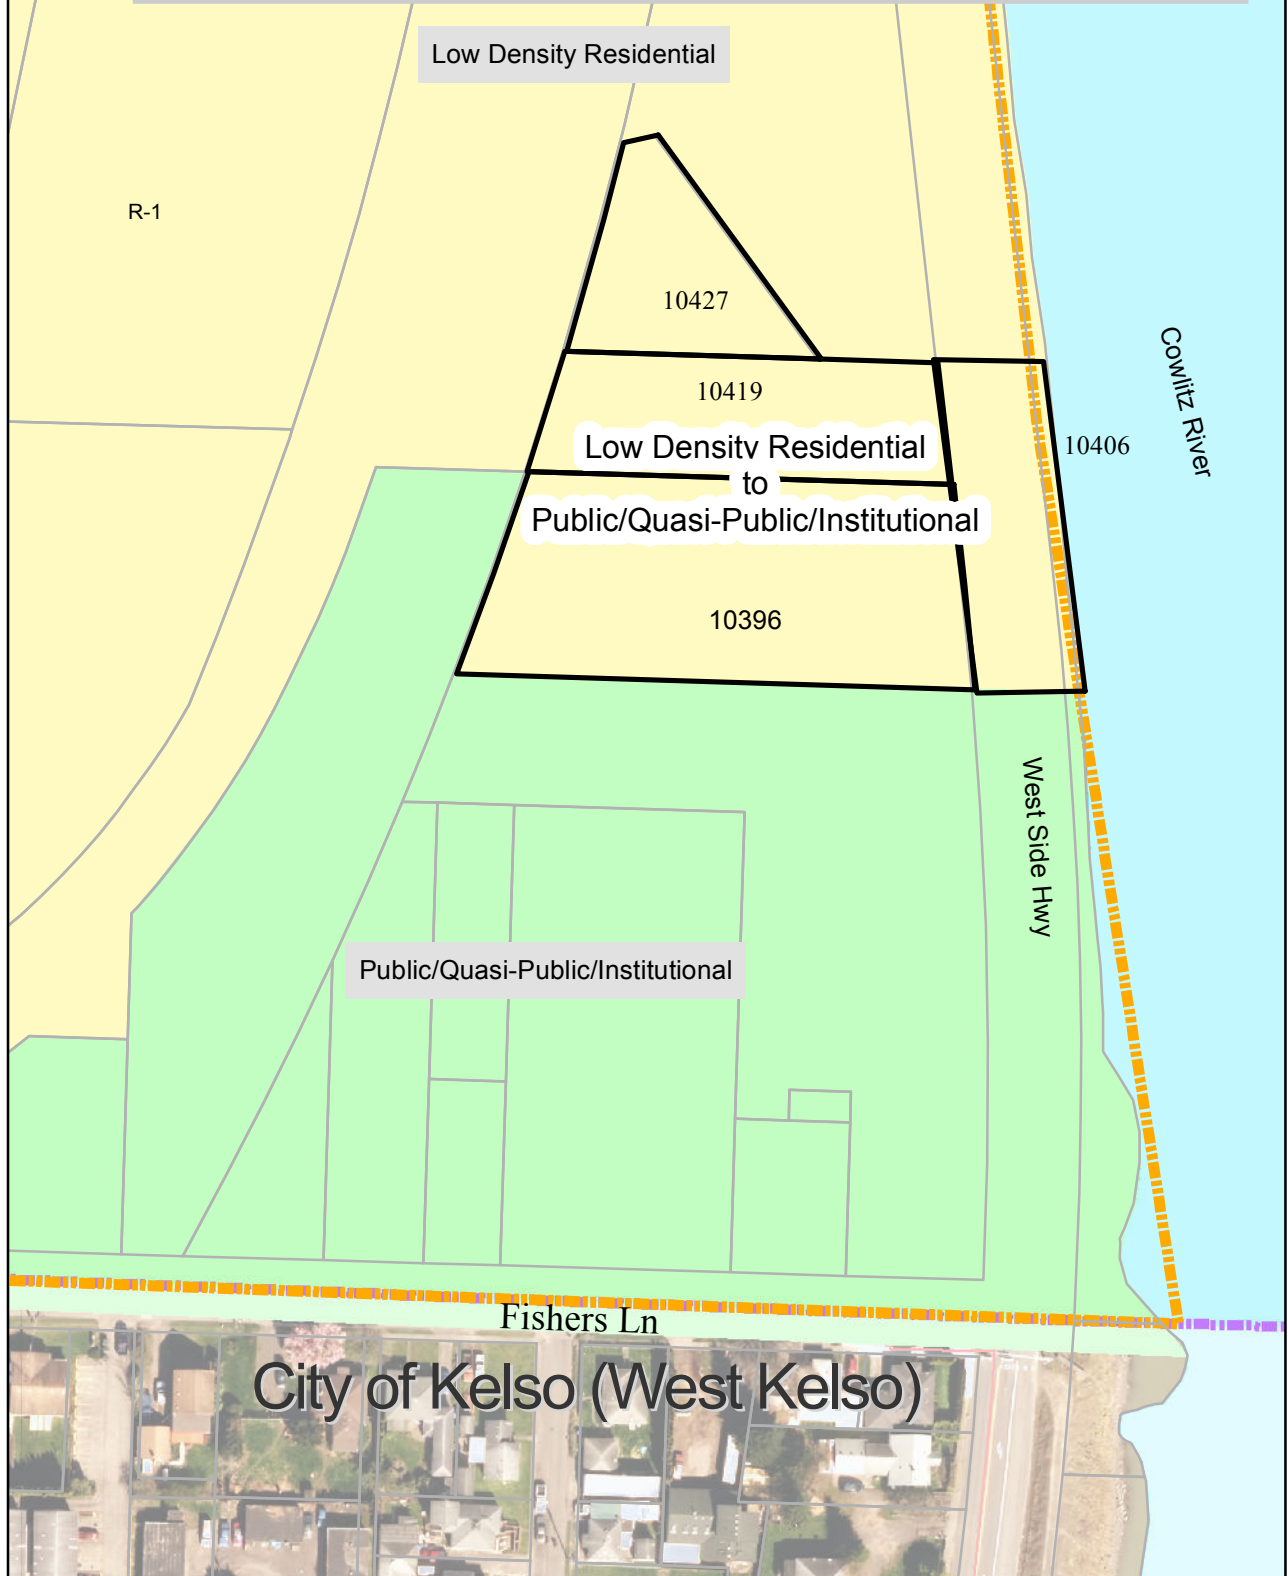 Low Density Residential
R-1
10427
10419
Cowlitz River
10406
Low Density Residential
to
Public/Quasi-Public/Institutional
10396
West Side Hwy
Public/Quasi-Public/Institutional
Fishers Ln
City of Kelso (West Kelso)